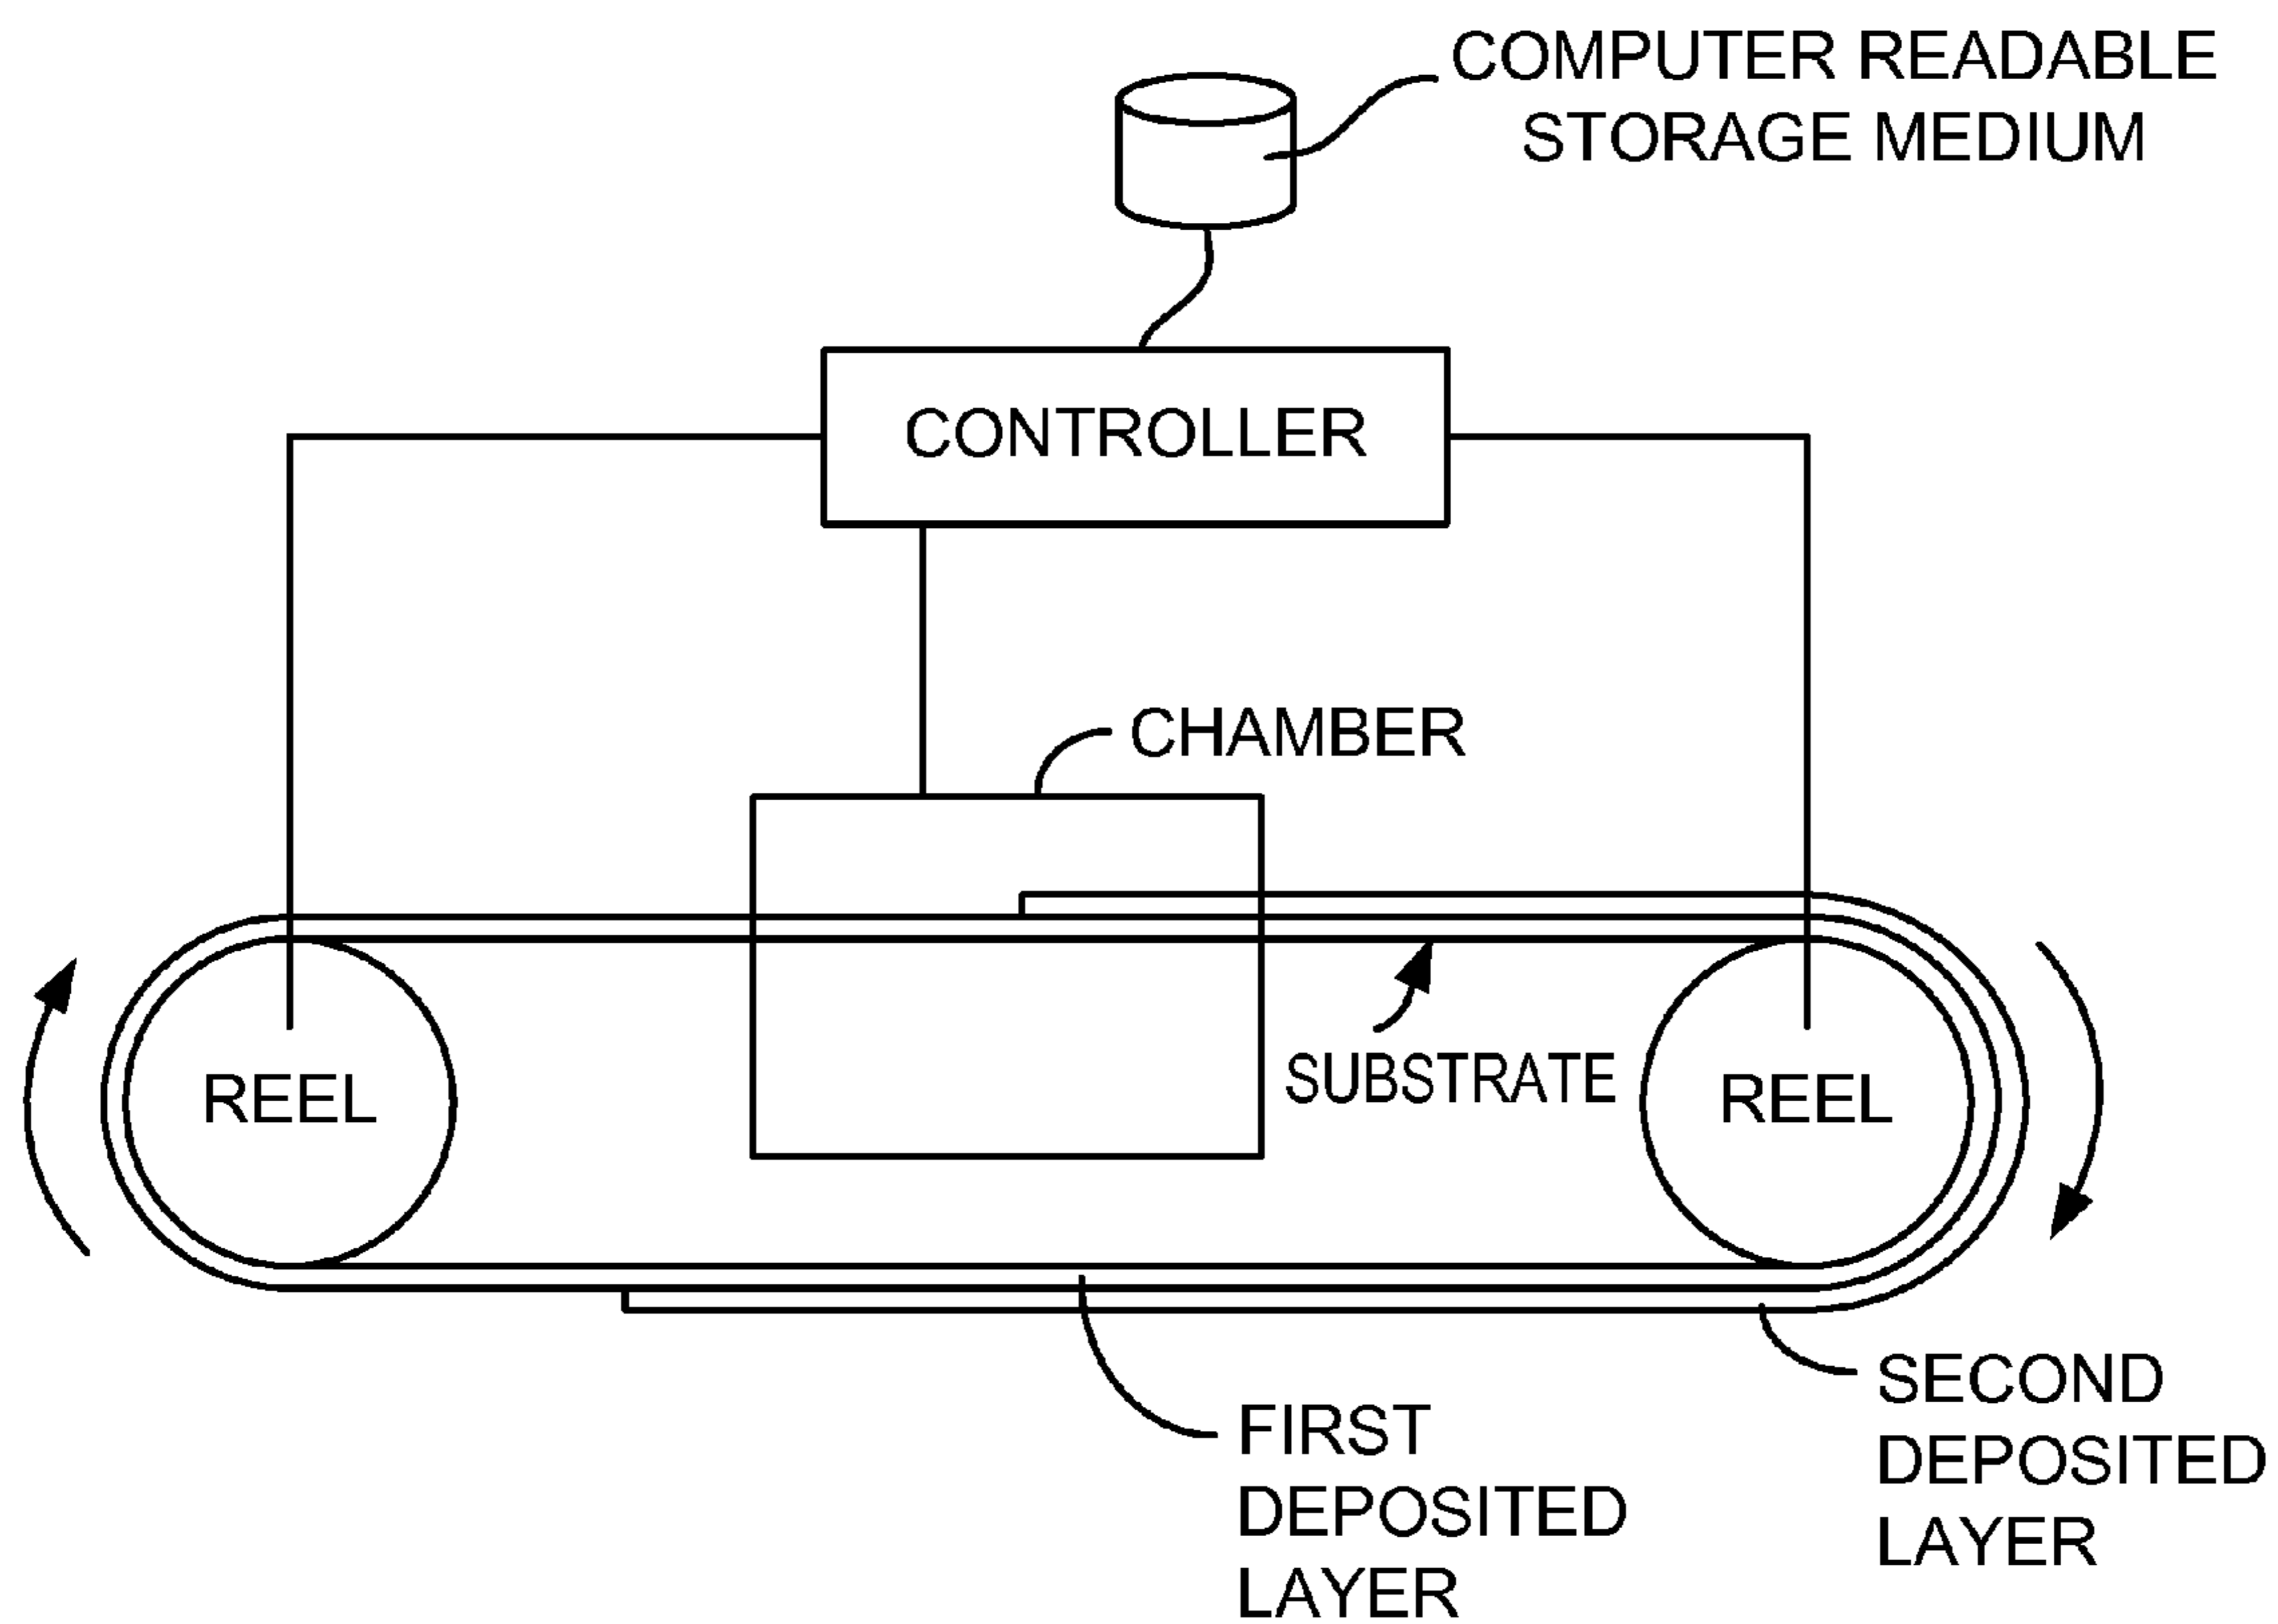 COMPUTER READABLE
STORAGE MEDIUM
CONTROLLER
CHAMBER
SUBSTRATE
REEL
REEL
FIRST
DEPOSITED
LAYER
SECOND
DEPOSITED
LAYER